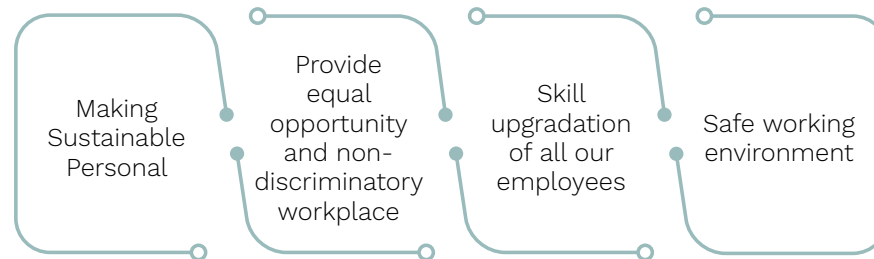 Making
Sustainable
Personal
Provide
equal
opportunity
and non-
discriminatory
workplace
Skill
upgradation
of all our
employees
Safe working
environment